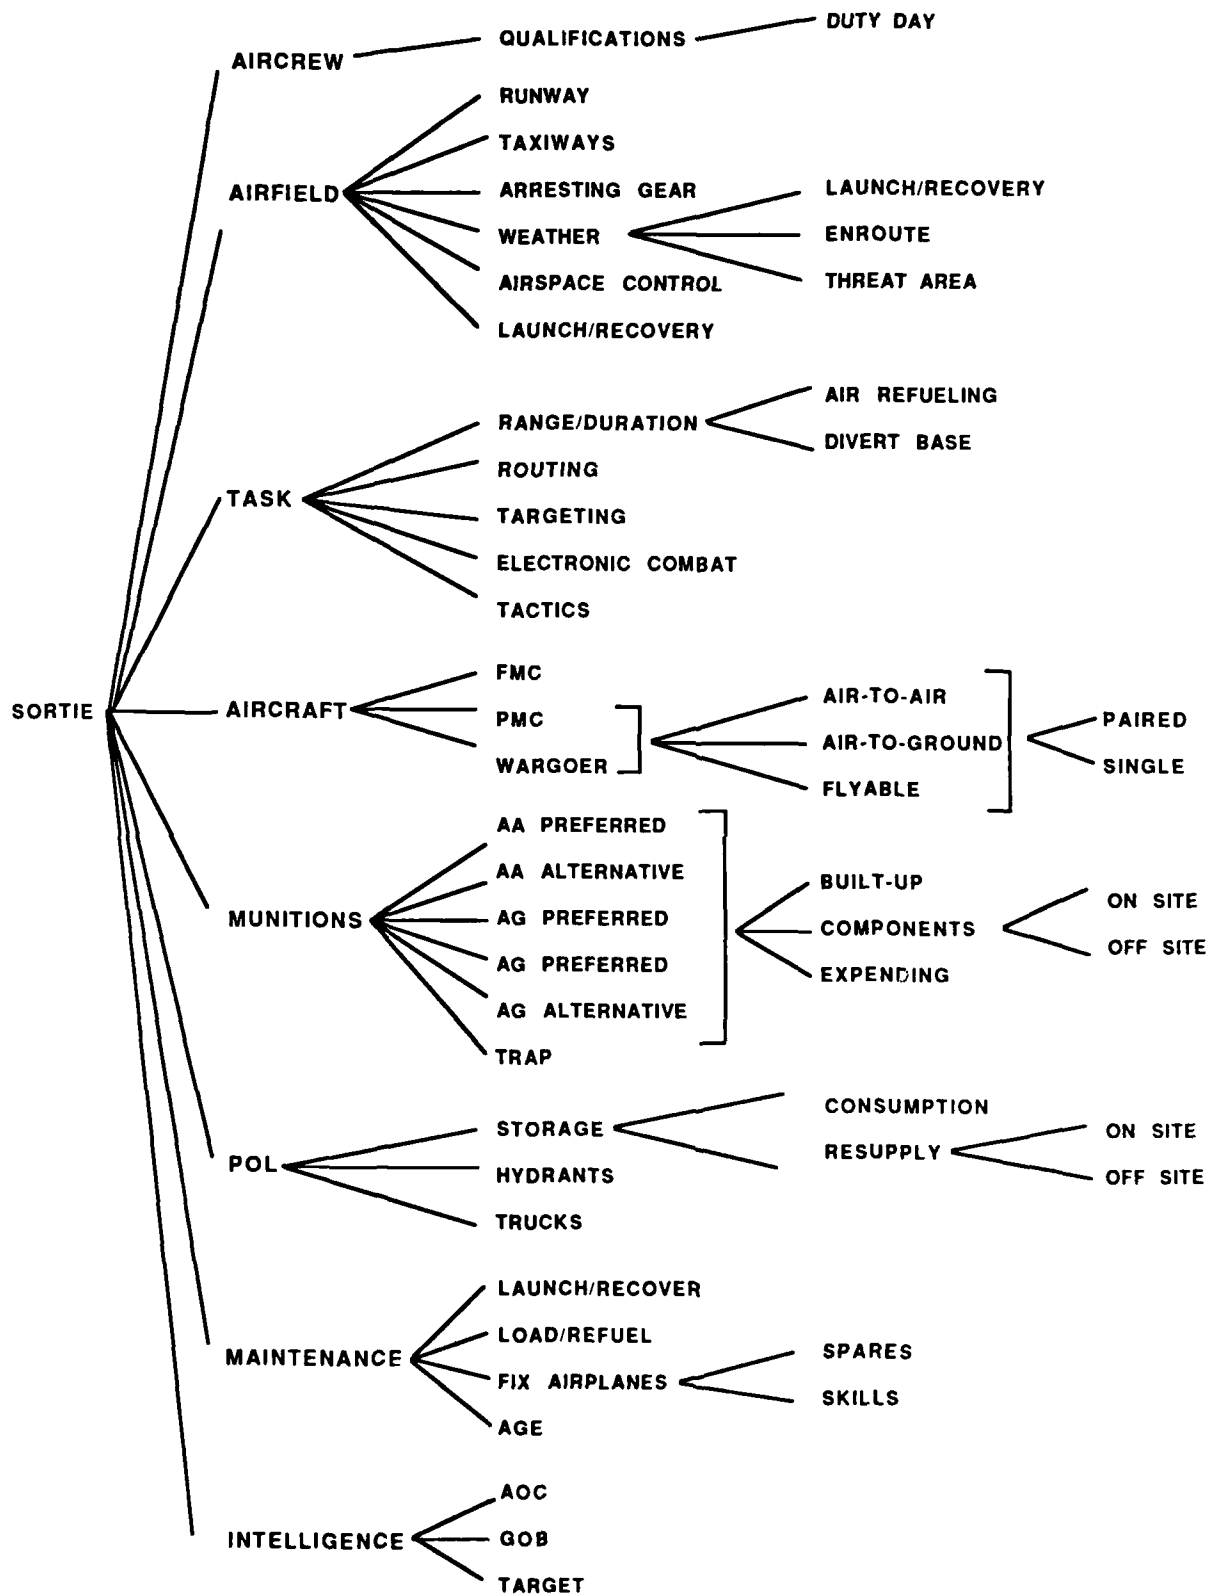 DUTY DAY
QUALIFICATIONS
AIRCREW
RUNWAY
TAXIWAYS
AIRFIELD
ARRESTING GEAR
LAUNCH/RECOVERY
WEATHER
ENROUTE
AIRSPACE CONTROL
THREAT AREA
LAUNCH/RECOVERY
AIR REFUELING
RANGE/DURATION
DIVERT BASE
ROUTING
TASK
TARGETING
ELECTRONIC COMBAT
TACTICS
FMC
SORTIE
AIRCRAFT
PMC
AIR-TO-AIR
PAIRED
AIR-TO-GROUND
WARGOER
SINGLE
FLYABLE
AA PREFERRED
AA ALTERNATIVE
BUILT-UP
ON SITE
MUNITIONS
AG PREFERRED
COMPONENTS
OFF SITE
AG PREFERRED
EXPENDING
AG ALTERNATIVE
TRAP
CONSUMPTION
STORAGE
ON SITE
RESUPPLY
POL
HYDRANTS
OFF SITE
TRUCKS
LAUNCH/RECOVER
LOAD/REFUEL
SPARES
MAINTENANCE
FIX AIRPLANES
SKILLS
AGE
AOC
INTELLIGENCE
GOB
TARGET